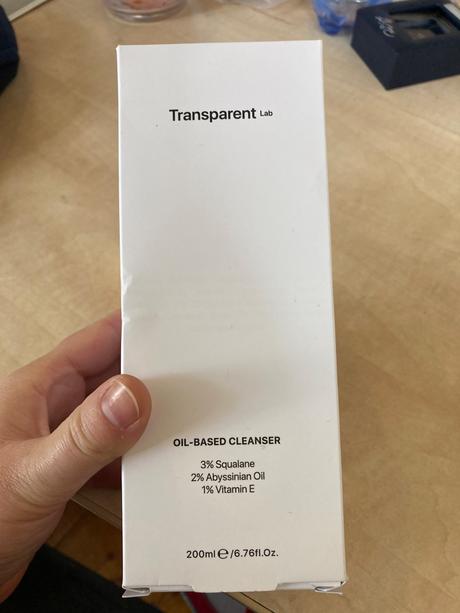 Transparent Lab
OIL-BASED CLEANSER
3% Squalane
2% Abyssinian Oil
1% Vitamin E
200ml ℮/6.76fl.Oz.